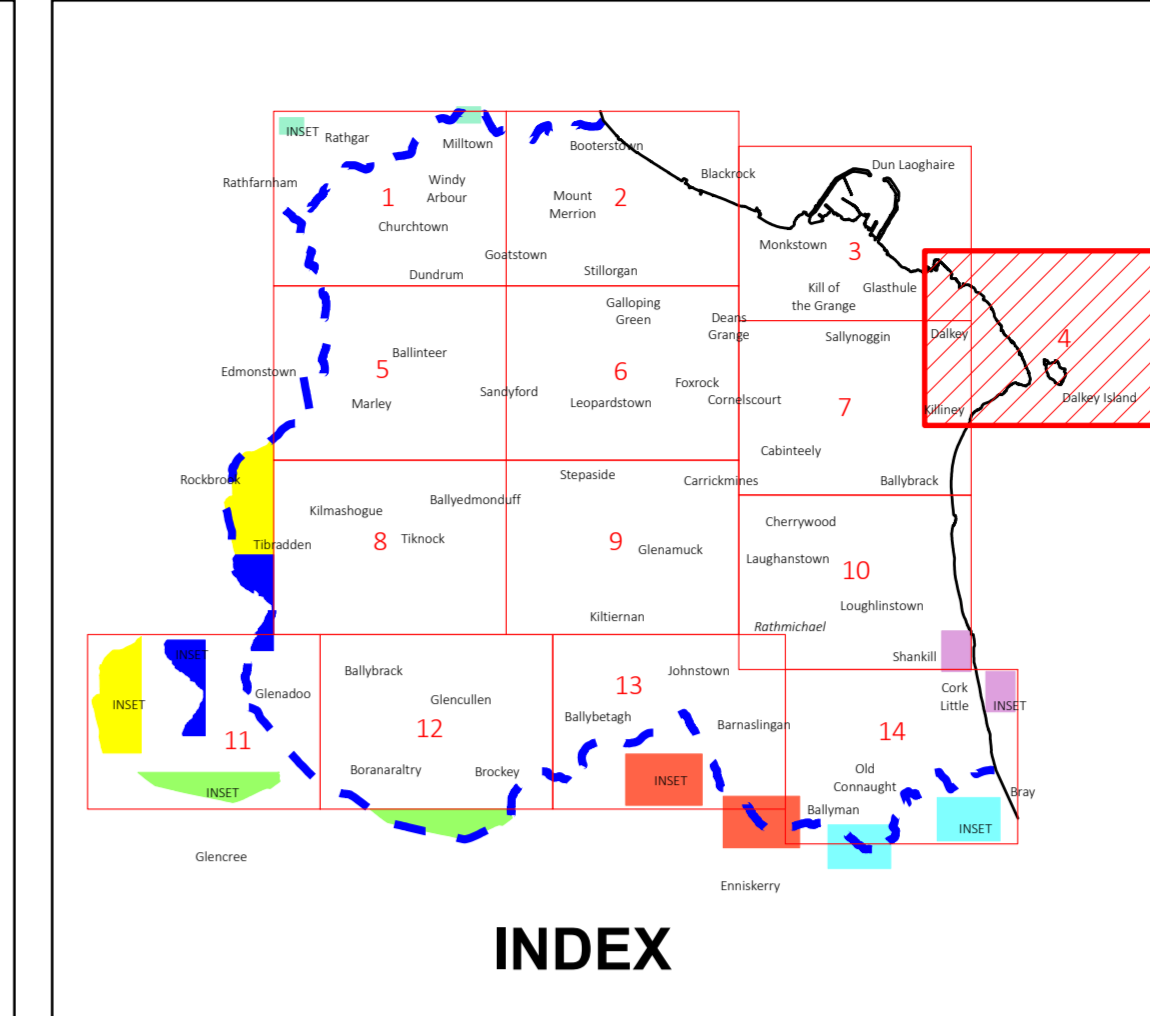 INSET
Rathgar
Milltown
Booterstown
Rathfarnham
Windy
Arbour
1
Churchtown
Goatstown
Dundrum
Mount
Merrion
2
Stillorgan
Blackrock
Dun Laoghaire
Monkstown
3
Kill of
the Grange
Glasthule
Dalkey
4
Killiney
Dalkey Island
Edmonstown
5
Ballinteer
Marley
Sandyford
Galloping
Green
Deans
Grange
6
Foxrock
Leopardstown
Cornelscourt
Sallynoggin
7
Cabinteely
Ballybrack
Rockbrook
Tibradden
Kilmashogue
Ballyedmonduff
8
Tiknock
Stepaside
Carrickmines
9
Glenamuck
Kiltiernan
Cherrywood
Laughanstown
10
Loughlinstown
Rathmichael
Shankill
INSET
INSET
Glenadoo
11
INSET
Ballybrack
Glencullen
12
Boranaraltry
Brockey
Johnstown
13
Ballybetagh
Barnaslingan
INSET
Cork
Little
INSET
14
Old
Connaught
Bray
Ballyman
INSET
Glencree
Enniskerry
INDEX